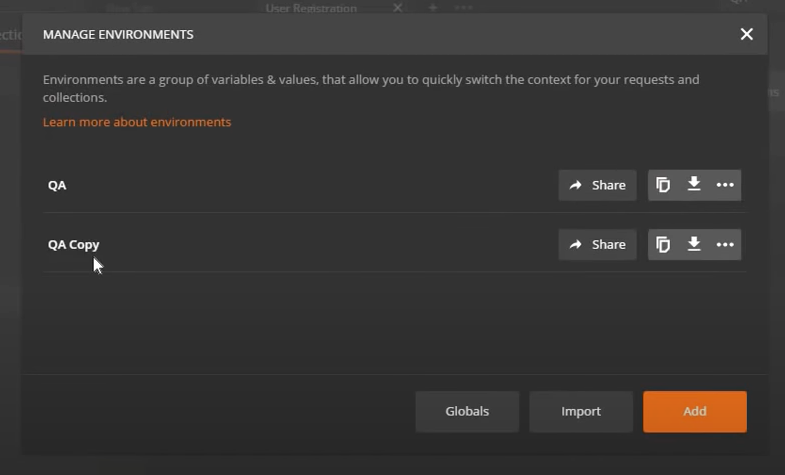 User Registration
MANAGE ENVIRONMENTS
Environments are a group of variables & values, that allow you to quickly switch the context for your requests and
collections.
Learn more about environments
QA
Share
QA Copy
Share
Globals
Import
Add